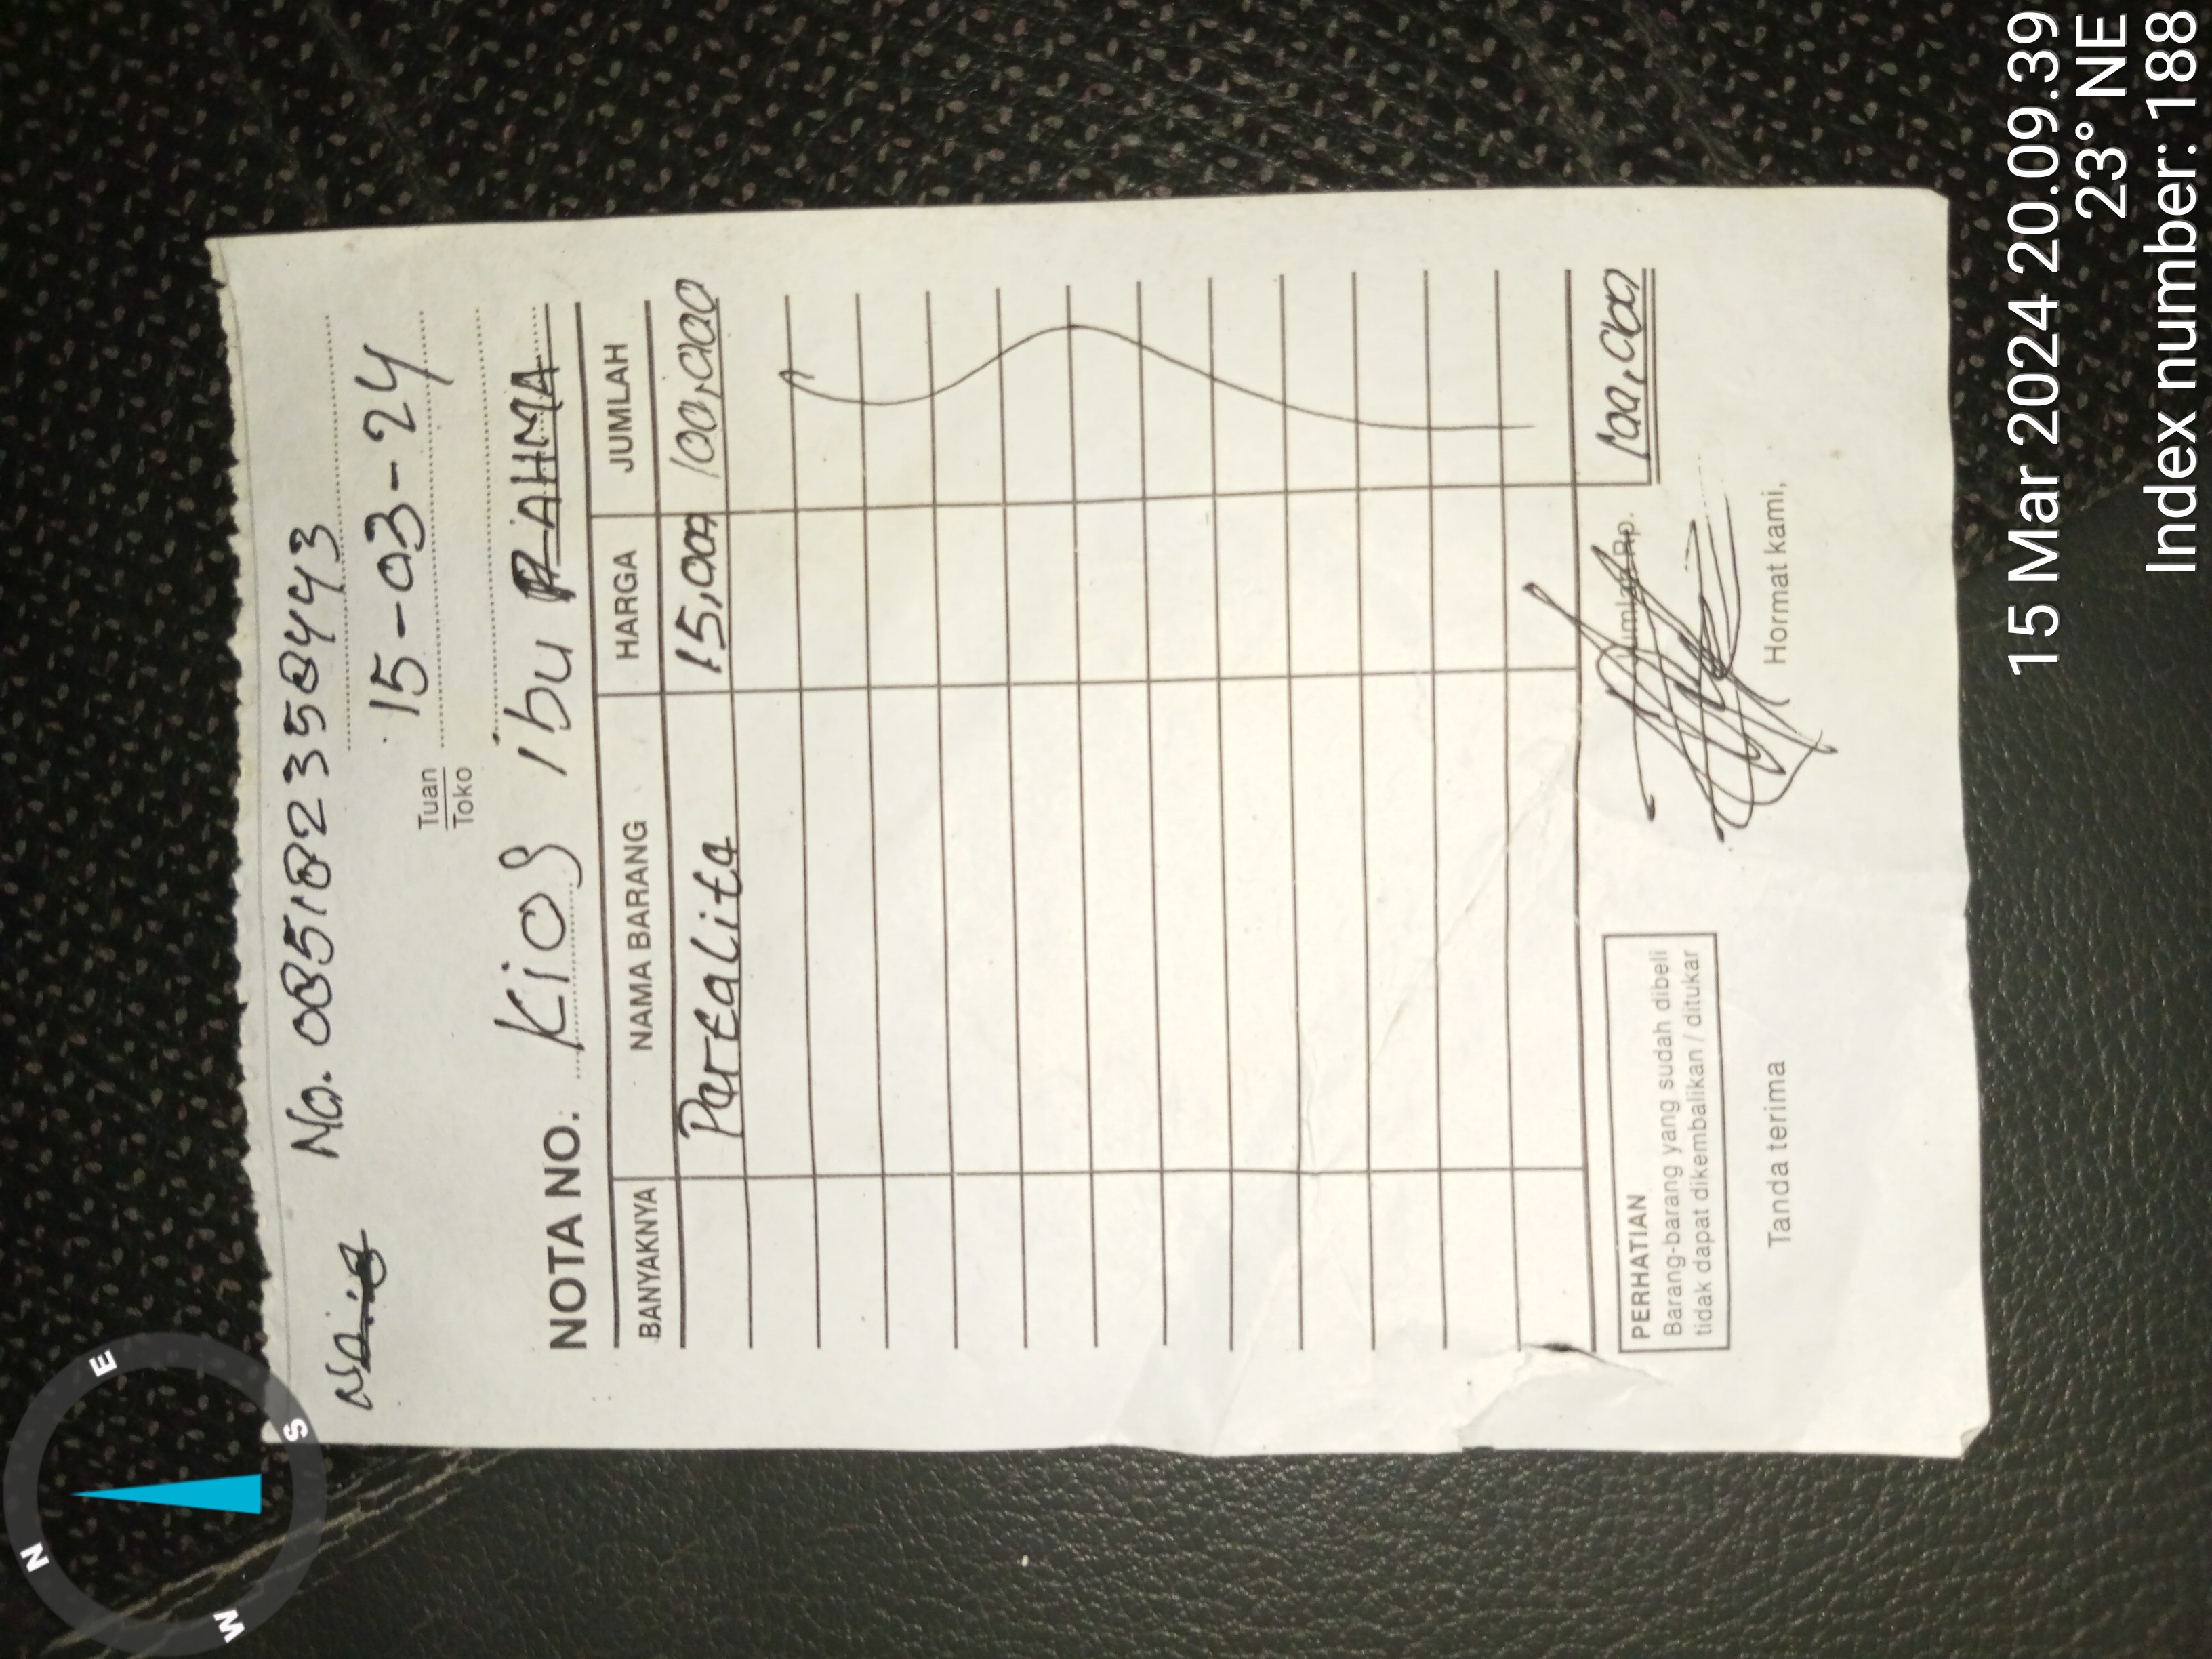 No. 085182358443
15-03-24
Tuan
Toko
NOTA NO. Kios ibu RAHMA
BANYAKNYA NAMA BARANG HARGA JUMLAH
Partalita 15,000 100,000
Jumlah Rp. 100,000
PERHATIAN
Barang-barang yang sudah dibeli
tidak dapat dikembalikan / ditukar
Tanda terima
Hormat kami,
15 Mar 2024 20.09.39
23° NE
Index number: 188
N
E
S
W